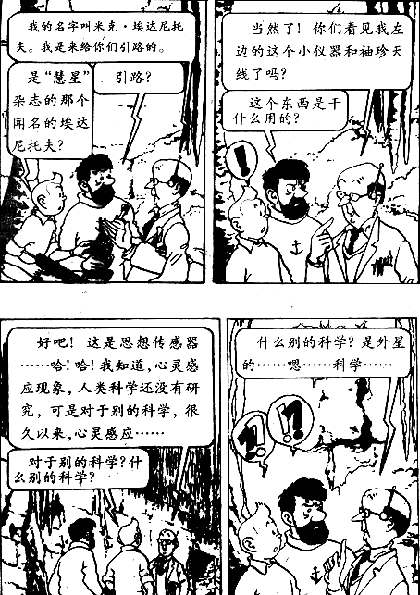 我的名字叫米克·埃达尼托
夫。我是来给你们引路的。
是“慧星”
杂志的那个
闻名的埃达
尼托夫？
引路？
当然了！你们看见我左
边的这个小仪器和袖珍天
线了吗？
这个东西是干
什么用的？
！
好吧！这是思想传感器
……哈！哈！我知道，心灵感
应现象，人类科学还没有研
究，可是对于别的科学，很
久以来，心灵感应……
对于别的科学？什
么别的科学？
什么别的科学？是外星
的……嗯……科学……
？！
？！